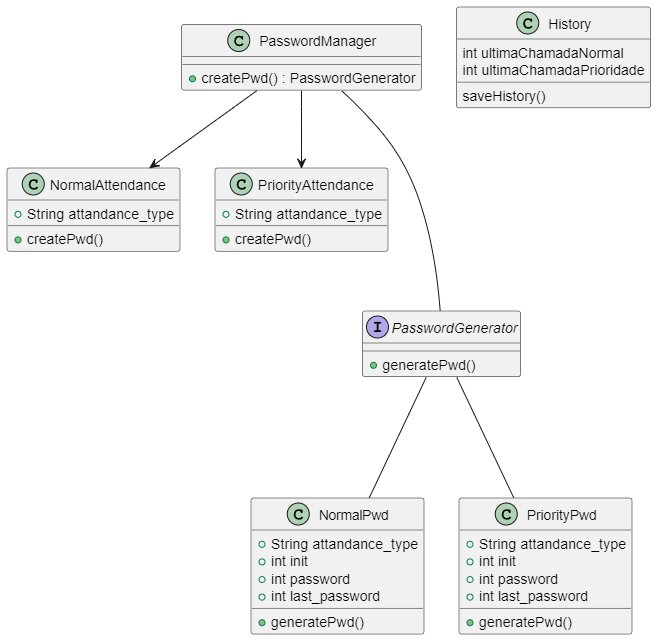 C PasswordManager
createPwd() : PasswordGenerator
C History
int ultimaChamadaNormal
int ultimaChamadaPrioridade
saveHistory()
C NormalAttendance
String attandance_type
createPwd()
C PriorityAttendance
String attandance_type
createPwd()
I PasswordGenerator
generatePwd()
C NormalPwd
String attandance_type
int init
int password
int last_password
generatePwd()
C PriorityPwd
String attandance_type
int init
int password
int last_password
generatePwd()